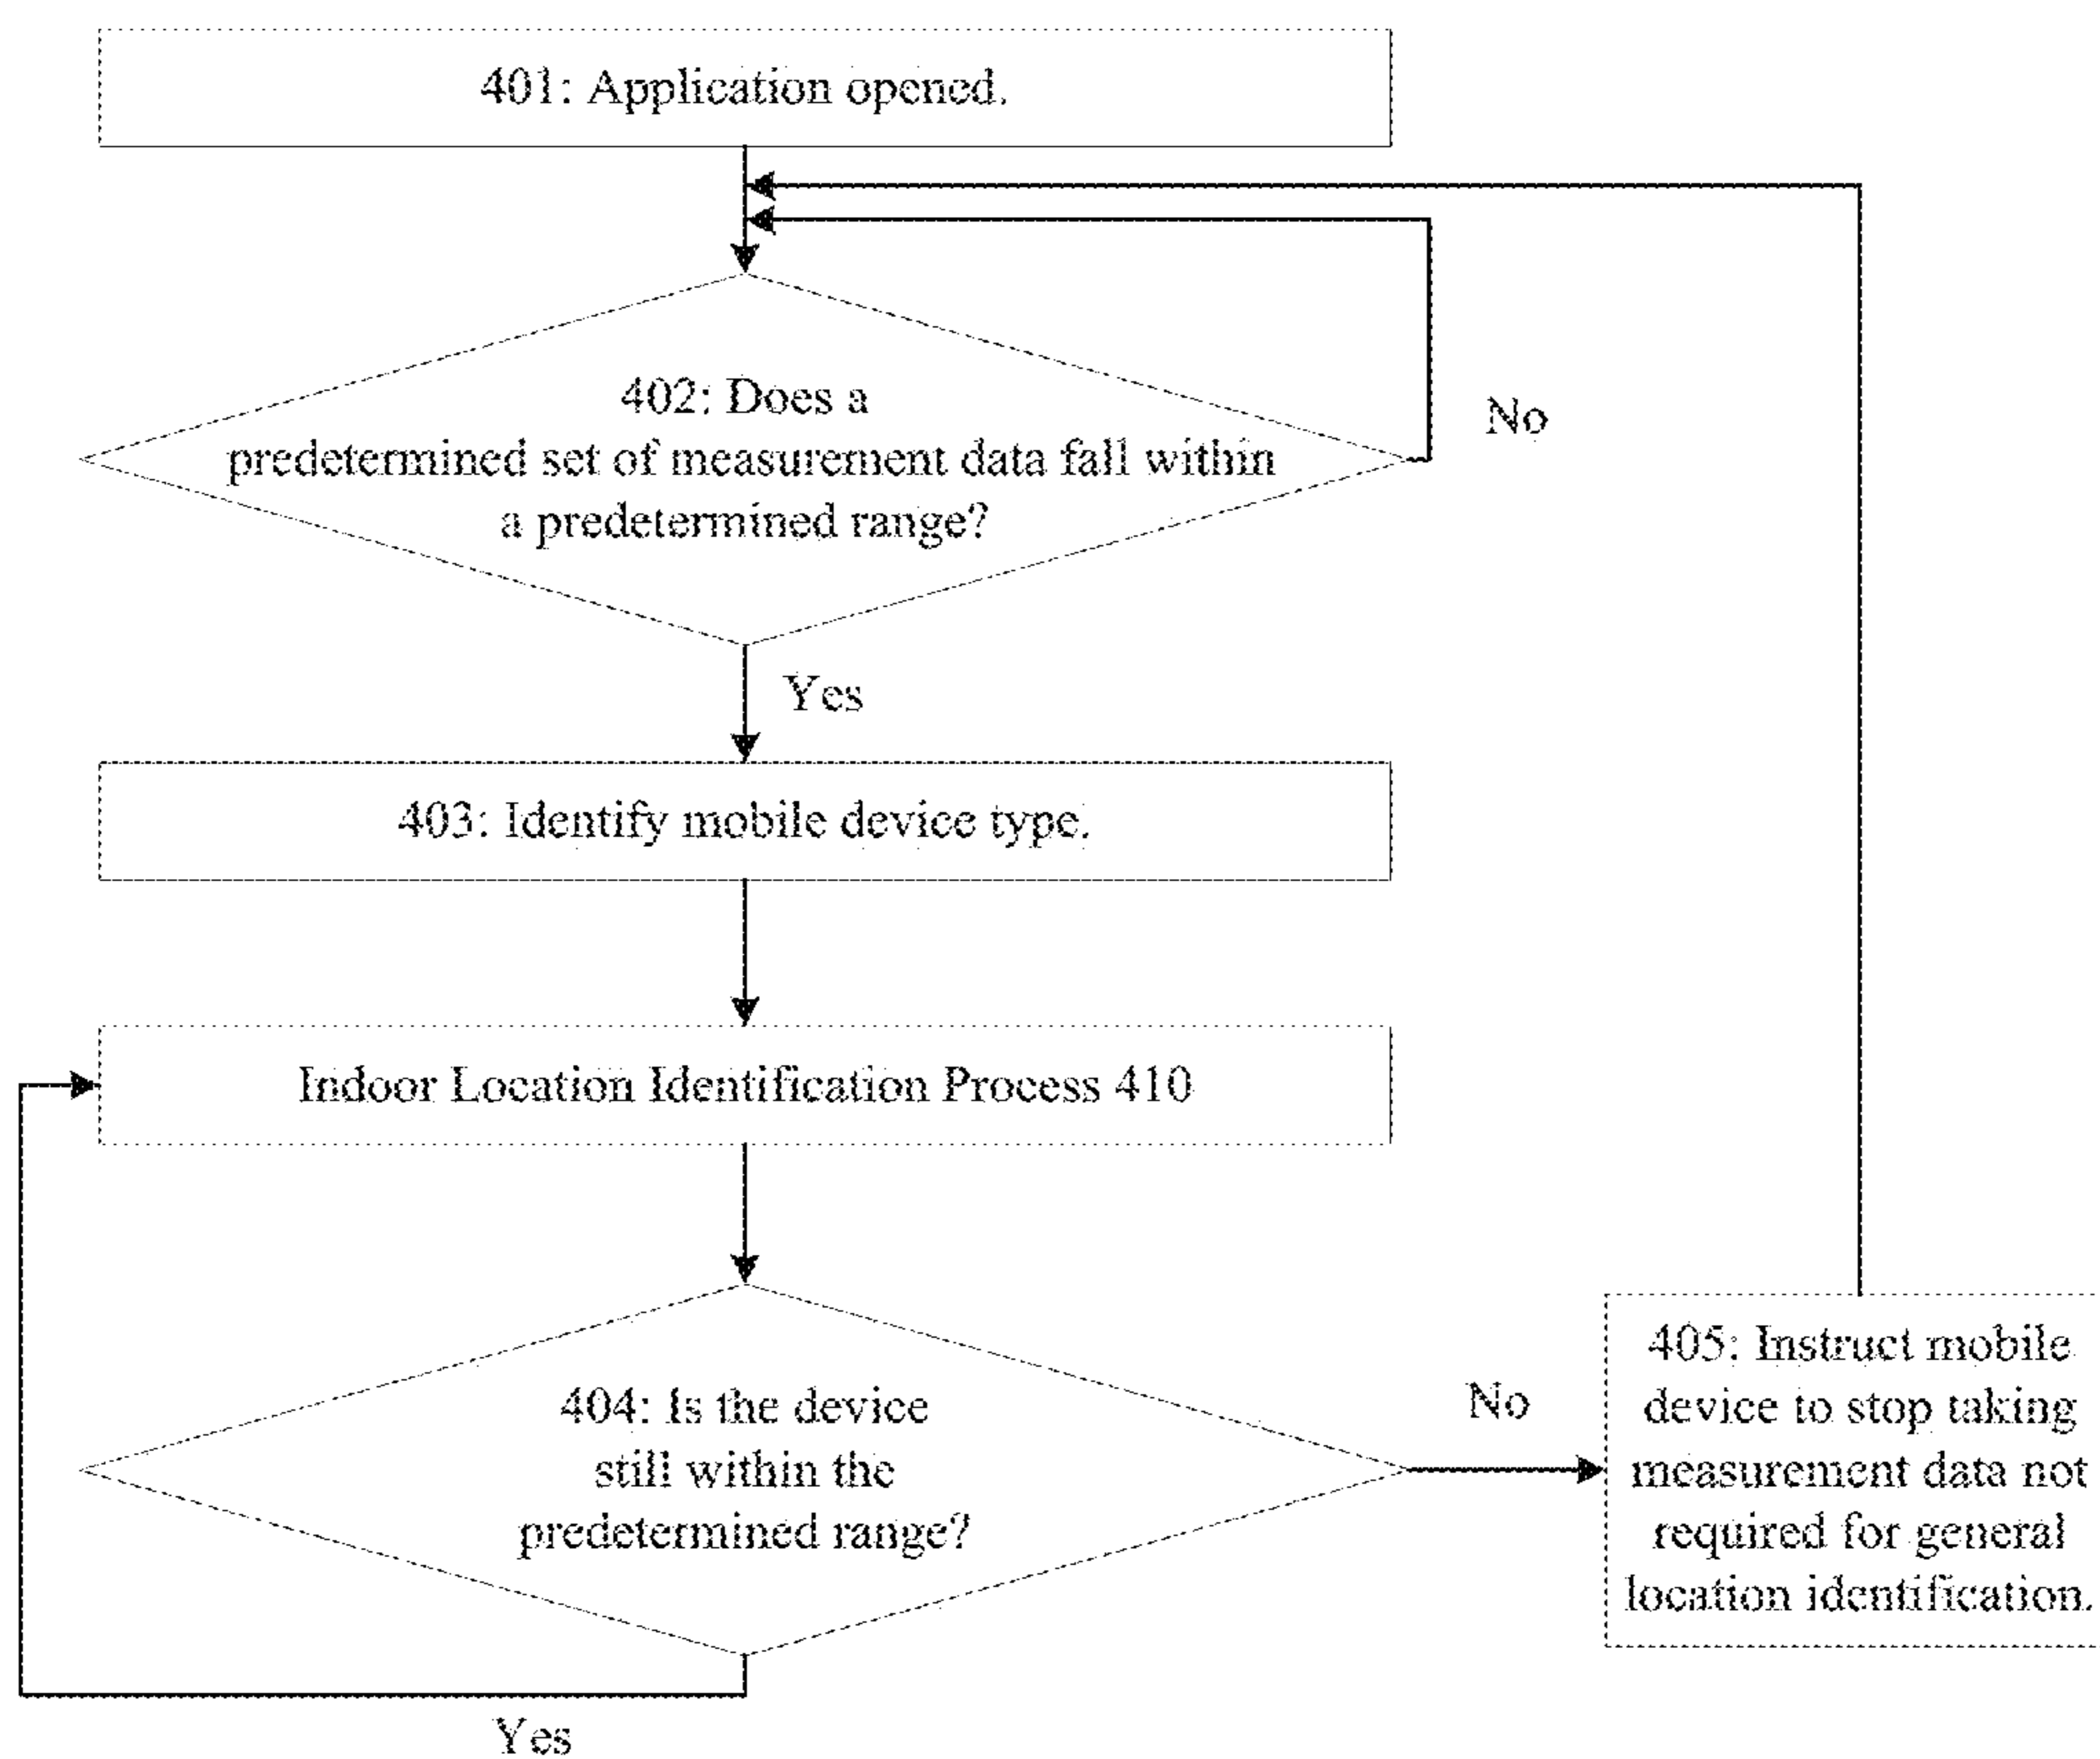 401: Application opened.
402: Does a
predetermined set of measurement data fall within
a predetermined range?
No
Yes
403: Identify mobile device type.
Indoor Location Identification Process 410
404: Is the device
still within the
predetermined range?
No
405: Instruct mobile
device to stop taking
measurement data not
required for general
location identification.
Yes